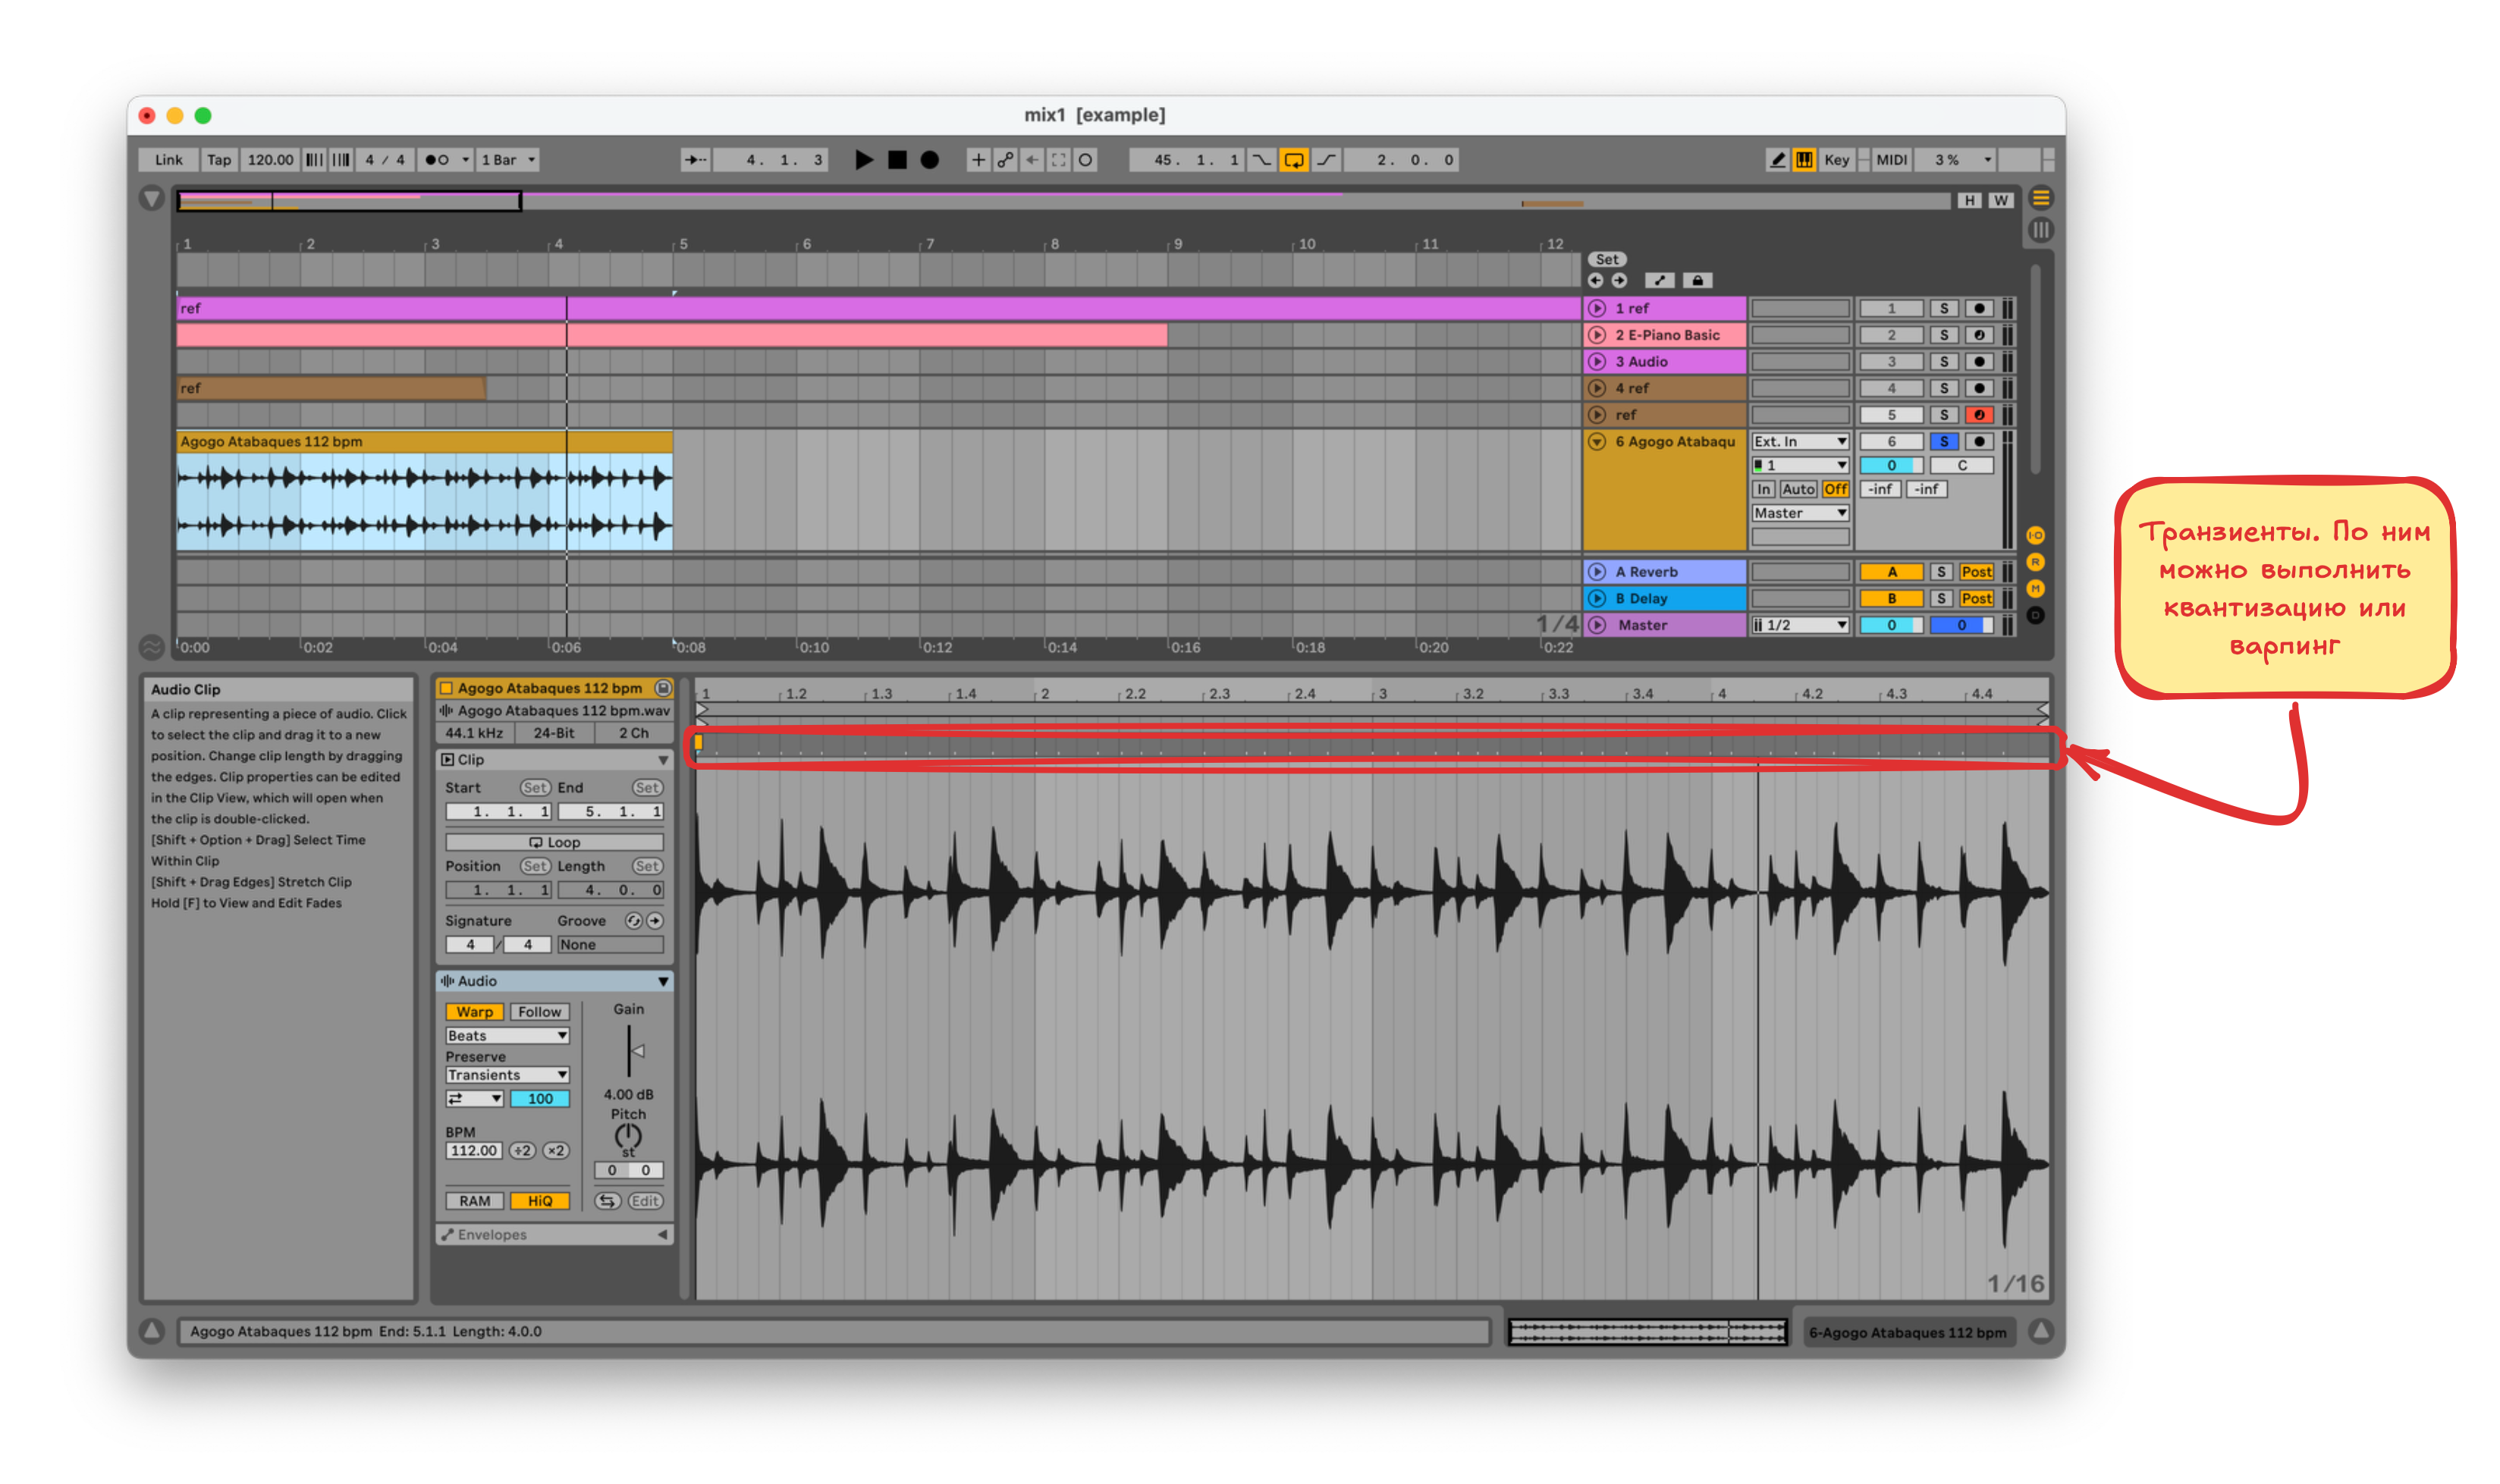 mix1 [example]
Link Tap 120.00 4 / 4 1 Bar 4. 1. 3 45. 1. 1 2. 0. 0 Key MIDI 3 %
H W
1 2 3 4 5 6 7 8 9 10 11 12
Set
ref 1 ref 1 S
2 E-Piano Basic 2 S
3 Audio 3 S
ref 4 ref 4 S
ref 5 S
Agogo Atabaques 112 bpm 6 Agogo Atabaqu Ext. In 6 S
1 0 C
In Auto Off -inf -inf
Master
I·O
A Reverb A S Post R
B Delay B S Post M
D
1/4 Master 1/2 0 0
0:00 0:02 0:04 0:06 0:08 0:10 0:12 0:14 0:16 0:18 0:20 0:22
Транзиенты. По ним
можно выполнить
квантизацию или
варпинг
Audio Clip
A clip representing a piece of audio. Click
to select the clip and drag it to a new
position. Change clip length by dragging
the edges. Clip properties can be edited
in the Clip View, which will open when
the clip is double-clicked.
[Shift + Option + Drag] Select Time
Within Clip
[Shift + Drag Edges] Stretch Clip
Hold [F] to View and Edit Fades
Agogo Atabaques 112 bpm
Agogo Atabaques 112 bpm.wav
44.1 kHz 24-Bit 2 Ch
Clip
Start Set End Set
1. 1. 1 5. 1. 1
Loop
Position Set Length Set
1. 1. 1 4. 0. 0
Signature Groove
4 / 4 None
Audio
Warp Follow Gain
Beats
Preserve
Transients
100 4.00 dB
Pitch
BPM st
112.00 ÷2 ×2
0 0
RAM HiQ Edit
Envelopes
1 1.2 1.3 1.4 2 2.2 2.3 2.4 3 3.2 3.3 3.4 4 4.2 4.3 4.4
1/16
Agogo Atabaques 112 bpm End: 5.1.1 Length: 4.0.0
6-Agogo Atabaques 112 bpm